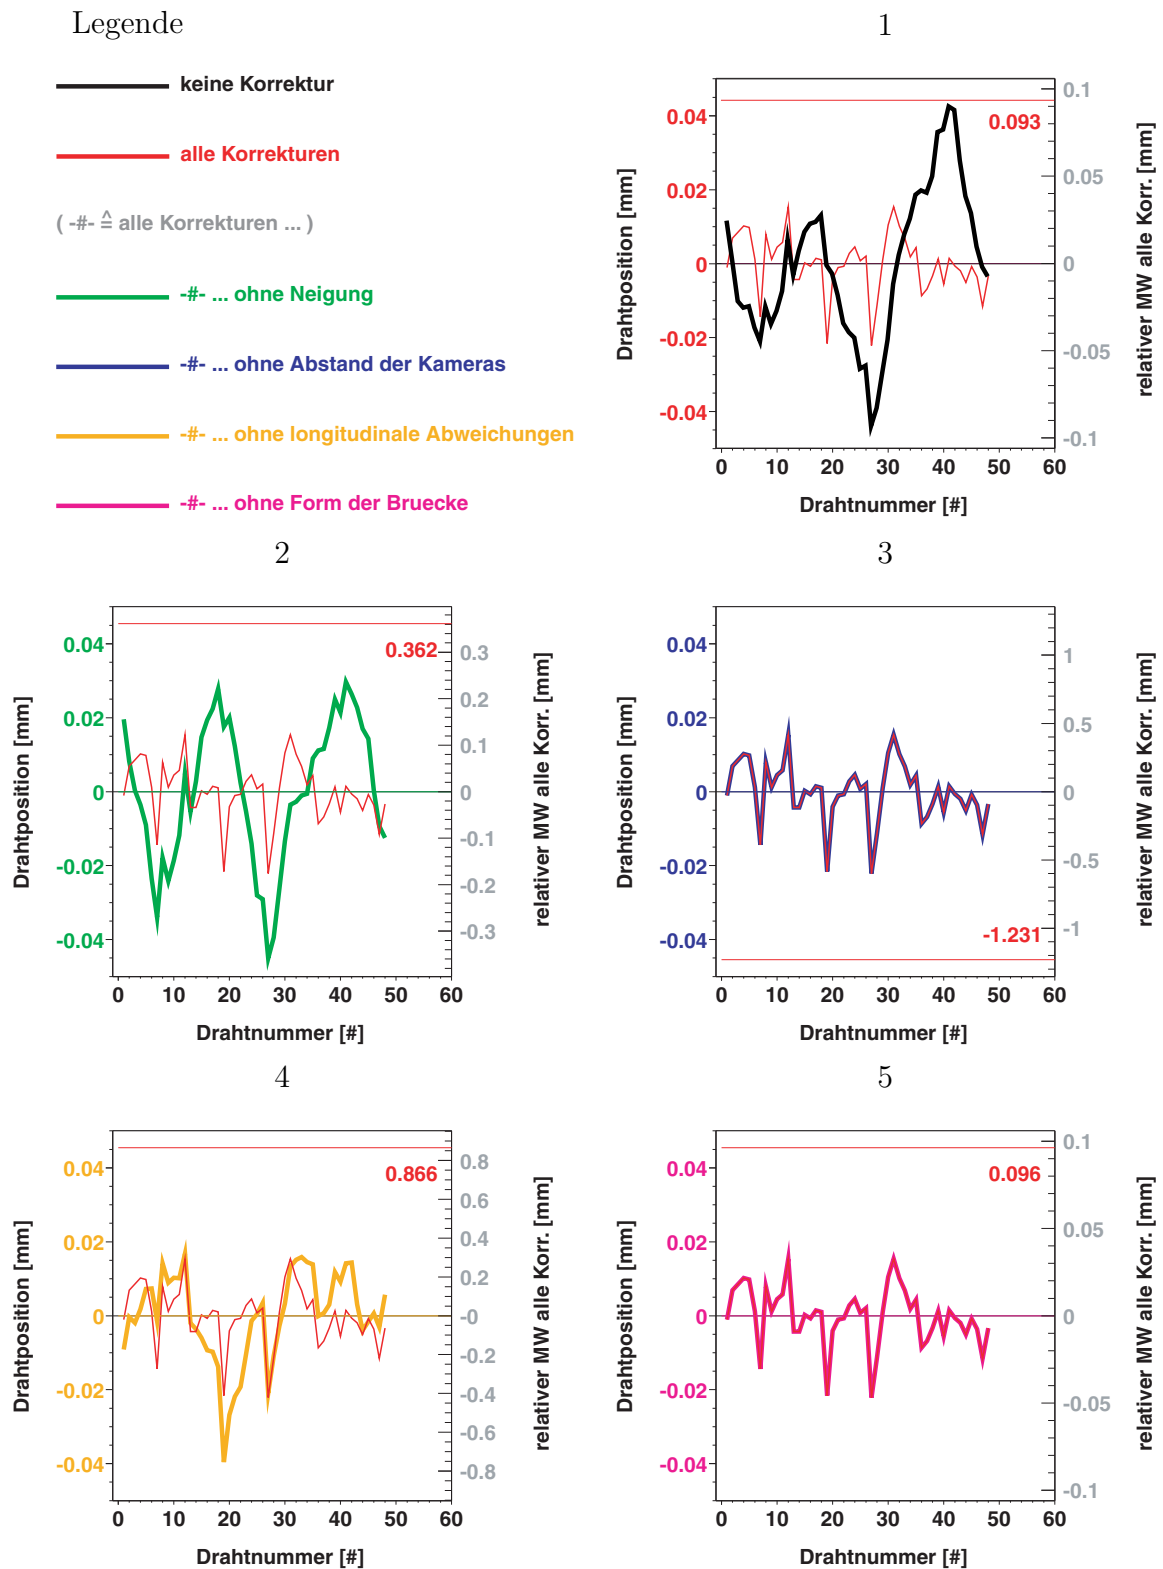 Legende
keine Korrektur
alle Korrekturen
( -#- ≙ alle Korrekturen ... )
-#- ... ohne Neigung
-#- ... ohne Abstand der Kameras
-#- ... ohne longitudinale Abweichungen
-#- ... ohne Form der Bruecke
1
0.04
0.02
0
-0.02
-0.04
Drahtposition [mm]
0.093
0.1
0.05
0
-0.05
-0.1
relativer MW alle Korr. [mm]
0 10 20 30 40 50 60
Drahtnummer [#]
2
0.04
0.02
0
-0.02
-0.04
Drahtposition [mm]
0.362
0.3
0.2
0.1
0
-0.1
-0.2
-0.3
relativer MW alle Korr. [mm]
0 10 20 30 40 50 60
Drahtnummer [#]
3
0.04
0.02
0
-0.02
-0.04
Drahtposition [mm]
-1.231
1
0.5
0
-0.5
-1
relativer MW alle Korr. [mm]
0 10 20 30 40 50 60
Drahtnummer [#]
4
0.04
0.02
0
-0.02
-0.04
Drahtposition [mm]
0.866
0.8
0.6
0.4
0.2
-0
-0.2
-0.4
-0.6
-0.8
relativer MW alle Korr. [mm]
0 10 20 30 40 50 60
Drahtnummer [#]
5
0.04
0.02
0
-0.02
-0.04
Drahtposition [mm]
0.096
0.1
0.05
0
-0.05
-0.1
relativer MW alle Korr. [mm]
0 10 20 30 40 50 60
Drahtnummer [#]